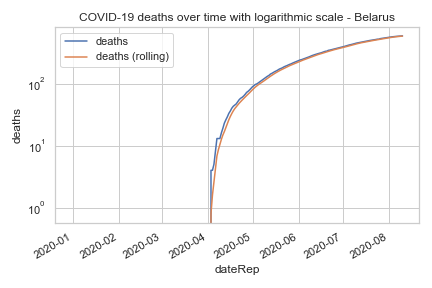 COVID-19 deaths over time with logarithmic scale - Belarus
deaths
deaths (rolling)
10²
10¹
10⁰
deaths
2020-01
2020-02
2020-03
2020-04
2020-05
2020-06
2020-07
2020-08
dateRep